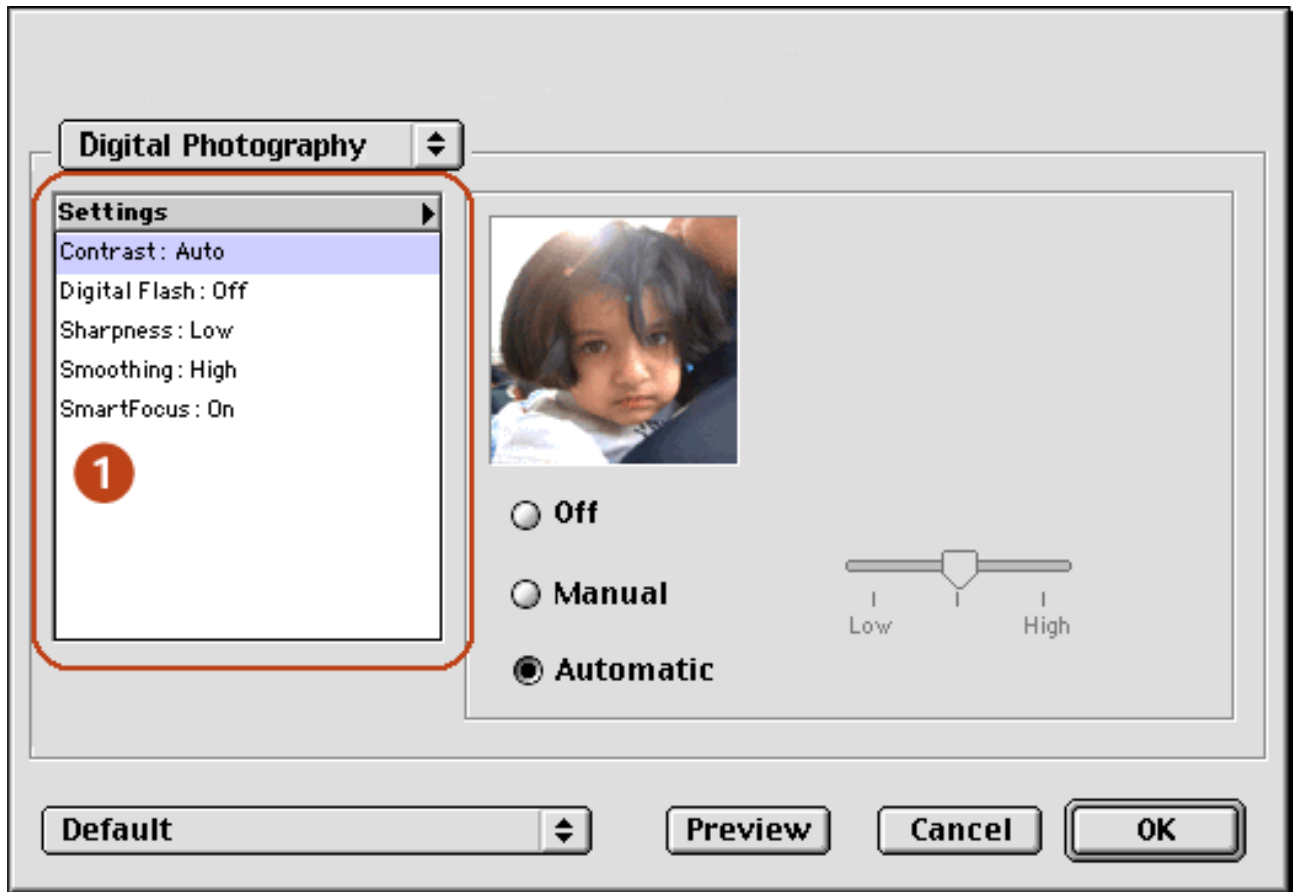 Digital Photography
Settings
Contrast: Auto
Digital Flash: Off
Sharpness: Low
Smoothing: High
SmartFocus: On
1
Off
Manual
Low
High
Automatic
Default
Preview
Cancel
OK